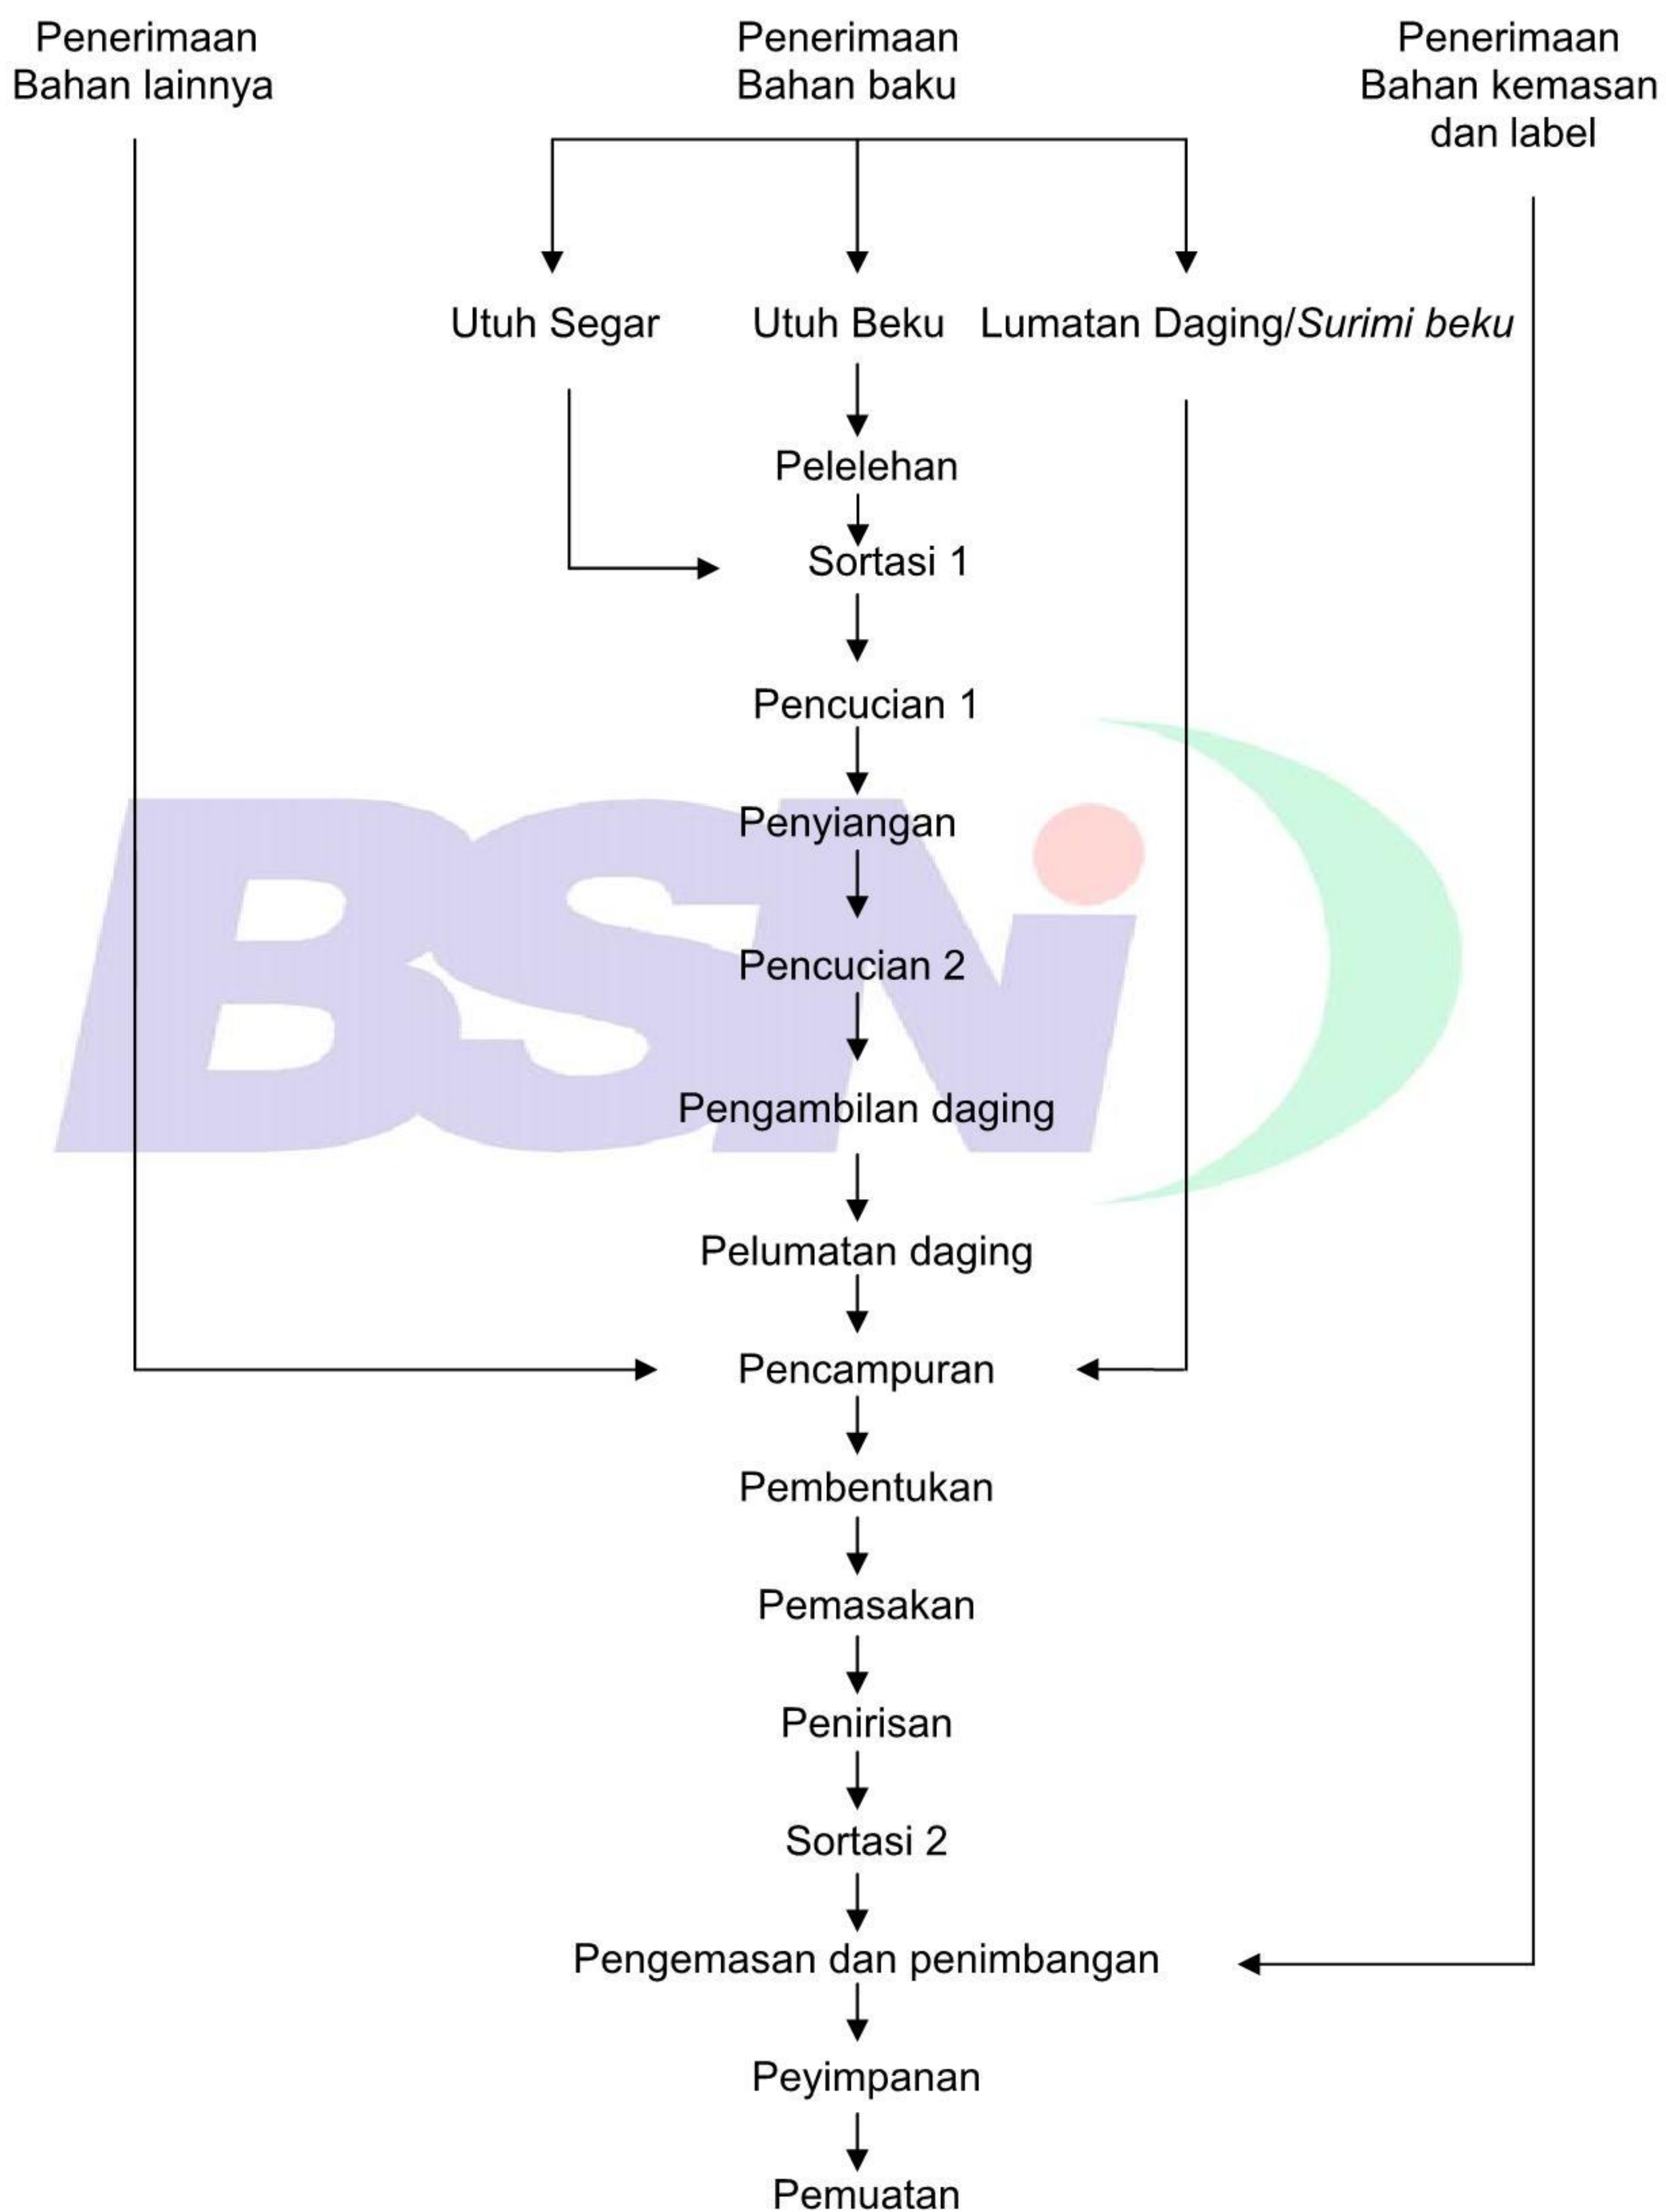 Penerimaan
Bahan lainnya
Penerimaan
Bahan baku
Penerimaan
Bahan kemasan
dan label
Utuh Segar
Utuh Beku
Lumatan Daging/Surimi beku
Pelelehan
Sortasi 1
Pencucian 1
Penyiangan
Pencucian 2
Pengambilan daging
Pelumatan daging
Pencampuran
Pembentukan
Pemasakan
Penirisan
Sortasi 2
Pengemasan dan penimbangan
Peyimpanan
Pemuatan
BSNi